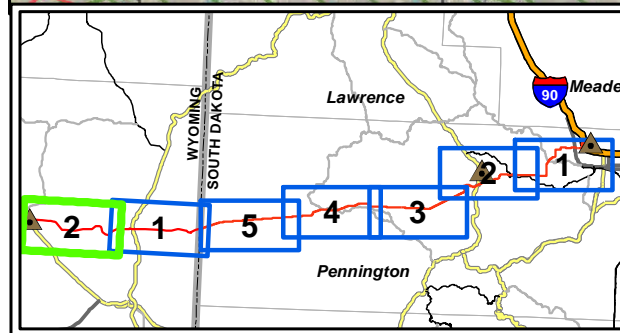 90
Meade
Lawrence
WYOMING
SOUTH DAKOTA
1
2
2
1
5
4
3
Pennington